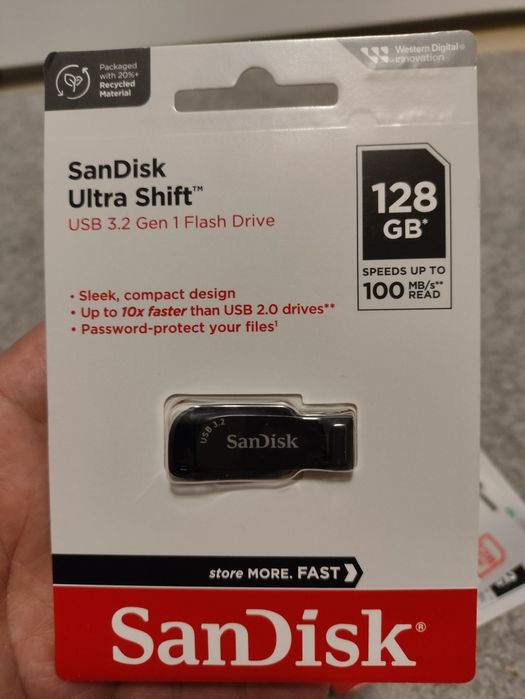 Packaged
with 20%+
Recycled
Material
Western Digital®
innovation
SanDisk
Ultra Shift™
USB 3.2 Gen 1 Flash Drive
128
GB*
SPEEDS UP TO
100 MB/s**
READ
• Sleek, compact design
• Up to 10x faster than USB 2.0 drives**
• Password-protect your files¹
USB 3.2
SanDisk
store MORE. FAST
SanDisk®